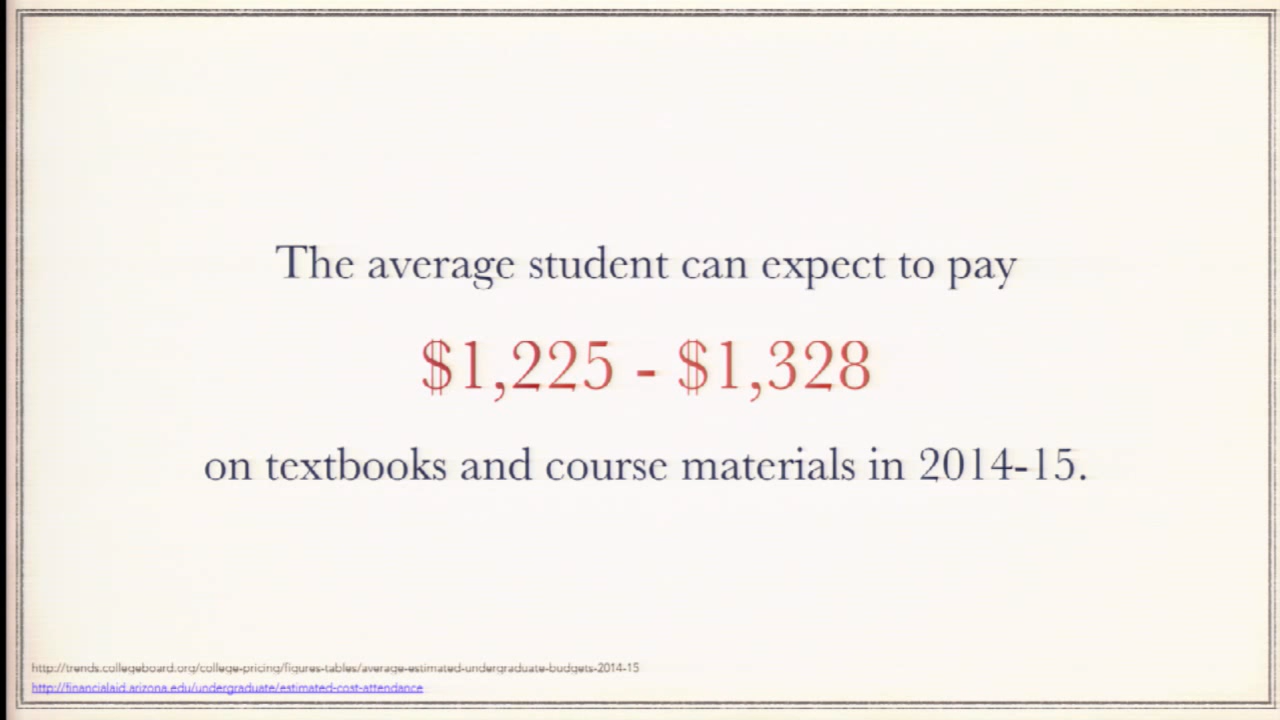 The average student can expect to pay
$1,225 - $1,328
on textbooks and course materials in 2014-15.
http://trends.collegeboard.org/college-pricing/figures-tables/average-estimated-undergraduate-budgets-2014-15
http://financialaid.arizona.edu/undergraduate/estimated-cost-attendance